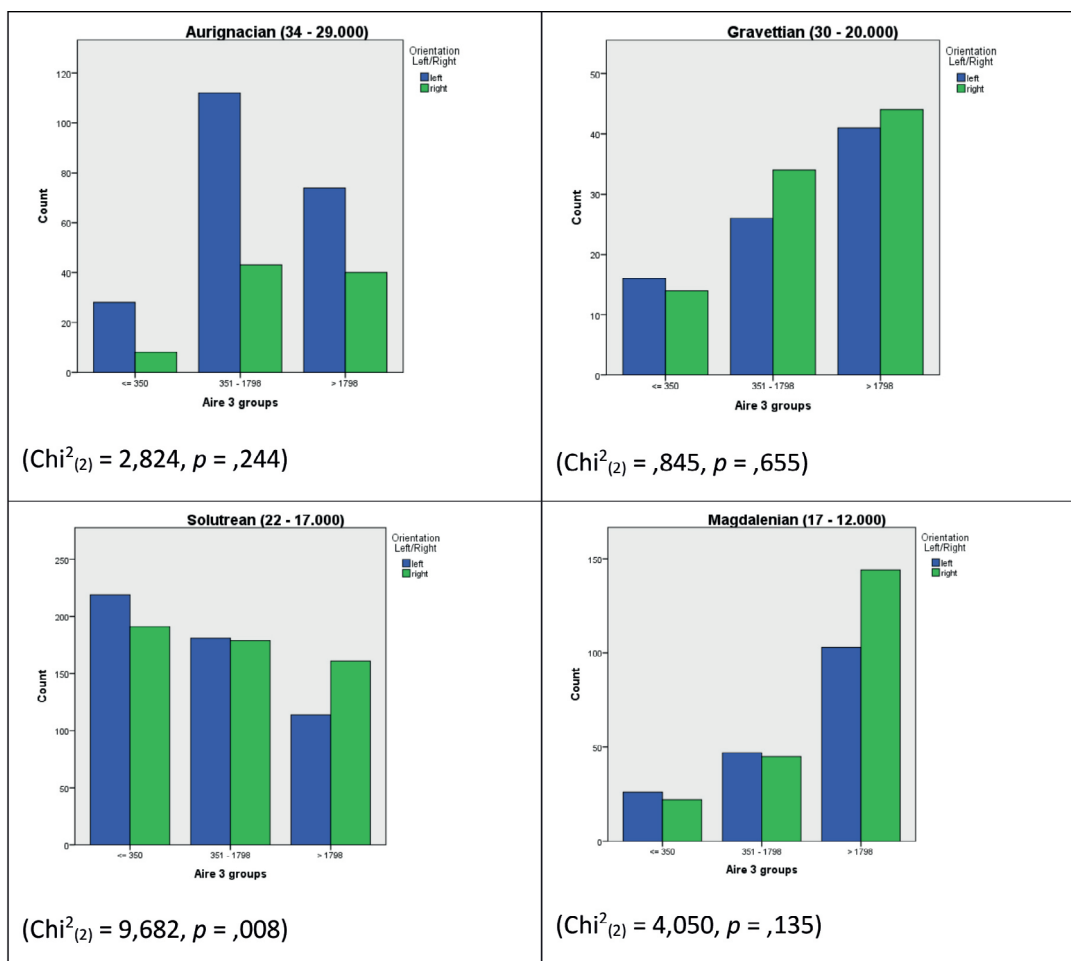 Aurignacian (34 - 29.000)
Orientation
Left/Right
left
right
Count
120
100
80
60
40
20
0
<= 350
351 - 1798
> 1798
Aire 3 groups
(Chi²₍₂₎ = 2,824, p = ,244)
Gravettian (30 - 20.000)
Orientation
Left/Right
left
right
Count
50
40
30
20
10
0
<= 350
351 - 1798
> 1798
Aire 3 groups
(Chi²₍₂₎ = ,845, p = ,655)
Solutrean (22 - 17.000)
Orientation
Left/Right
left
right
Count
250
200
150
100
50
0
<= 350
351 - 1798
> 1798
Aire 3 groups
(Chi²₍₂₎ = 9,682, p = ,008)
Magdalenian (17 - 12.000)
Orientation
Left/Right
left
right
Count
150
100
50
0
<= 350
351 - 1798
> 1798
Aire 3 groups
(Chi²₍₂₎ = 4,050, p = ,135)